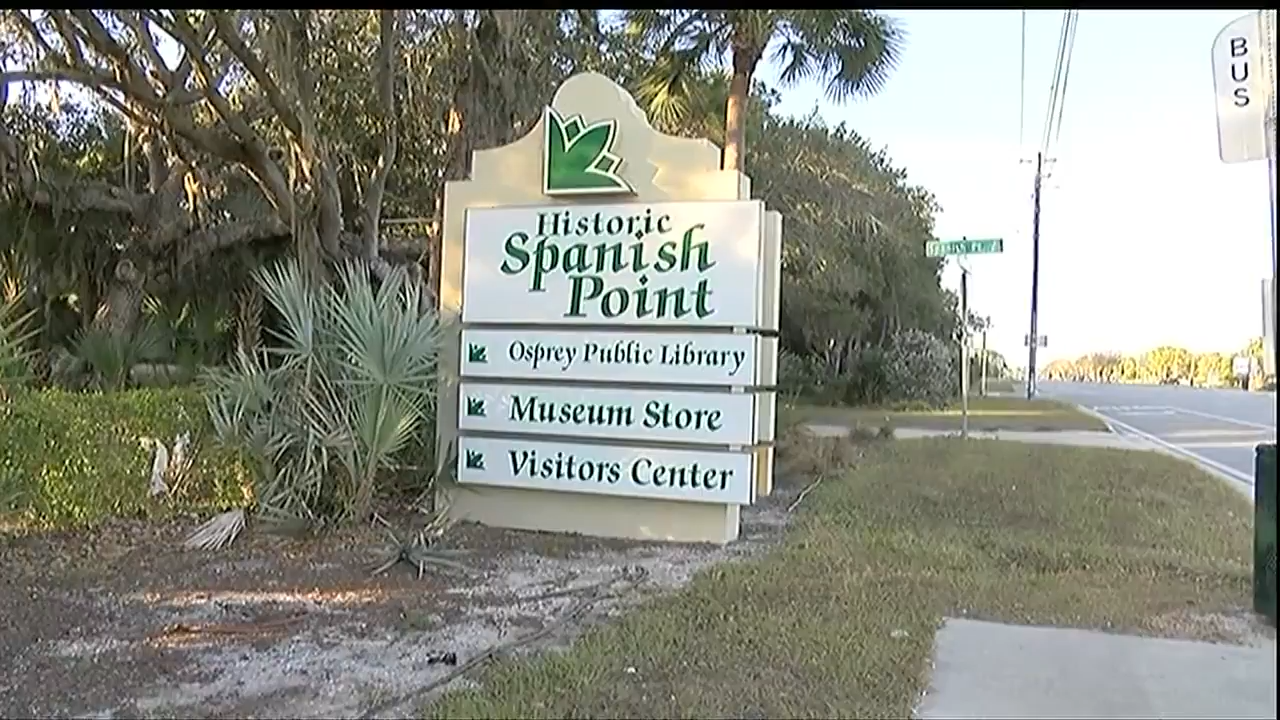 Historic
Spanish
Point
Osprey Public Library
Museum Store
Visitors Center
BUS